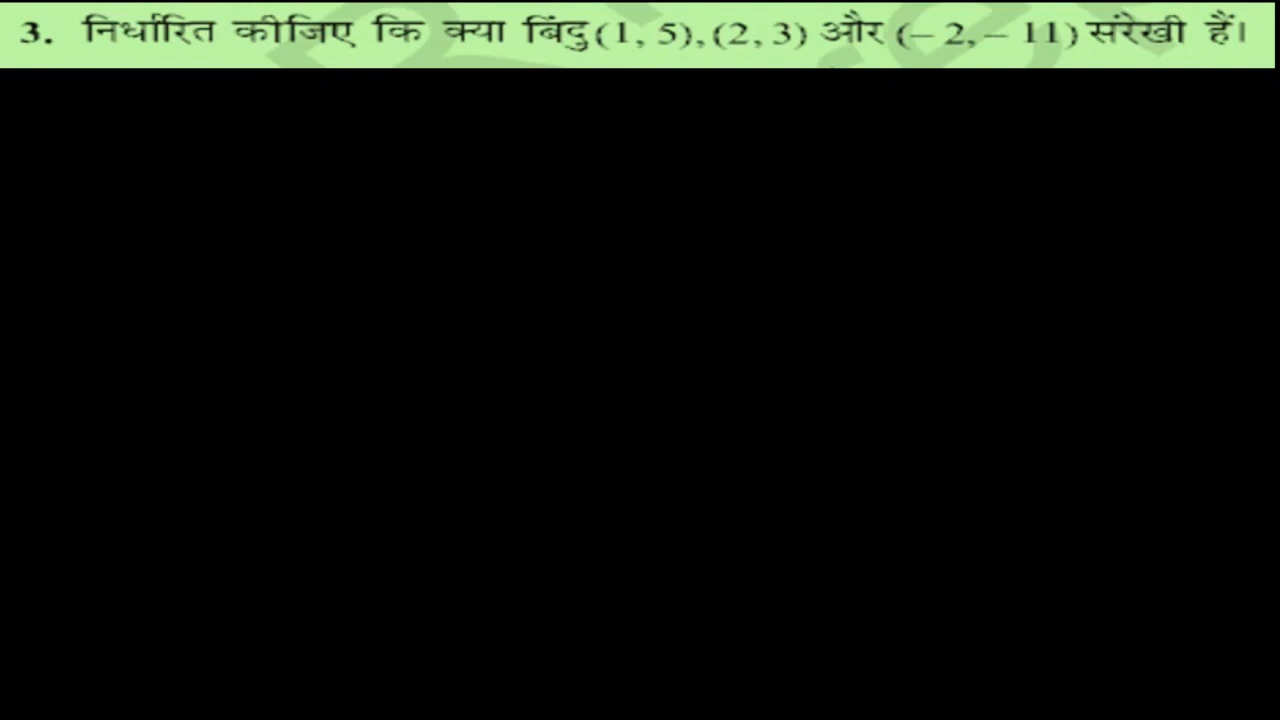 3. निर्धारित कीजिए कि क्या बिंदु (1, 5), (2, 3) और (– 2, – 11) संरेखी हैं।